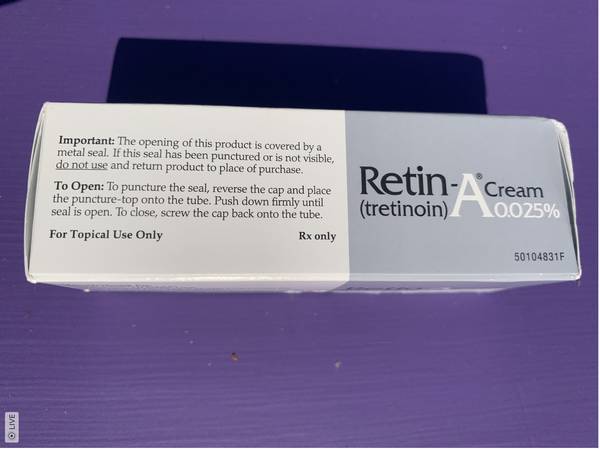 Important: The opening of this product is covered by a
metal seal. If this seal has been punctured or is not visible,
do not use and return product to place of purchase.
To Open: To puncture the seal, reverse the cap and place
the puncture-top onto the tube. Push down firmly until
seal is open. To close, screw the cap back onto the tube.
For Topical Use Only Rx only
Retin-A® Cream
(tretinoin) 0.025%
50104831F
LIVE